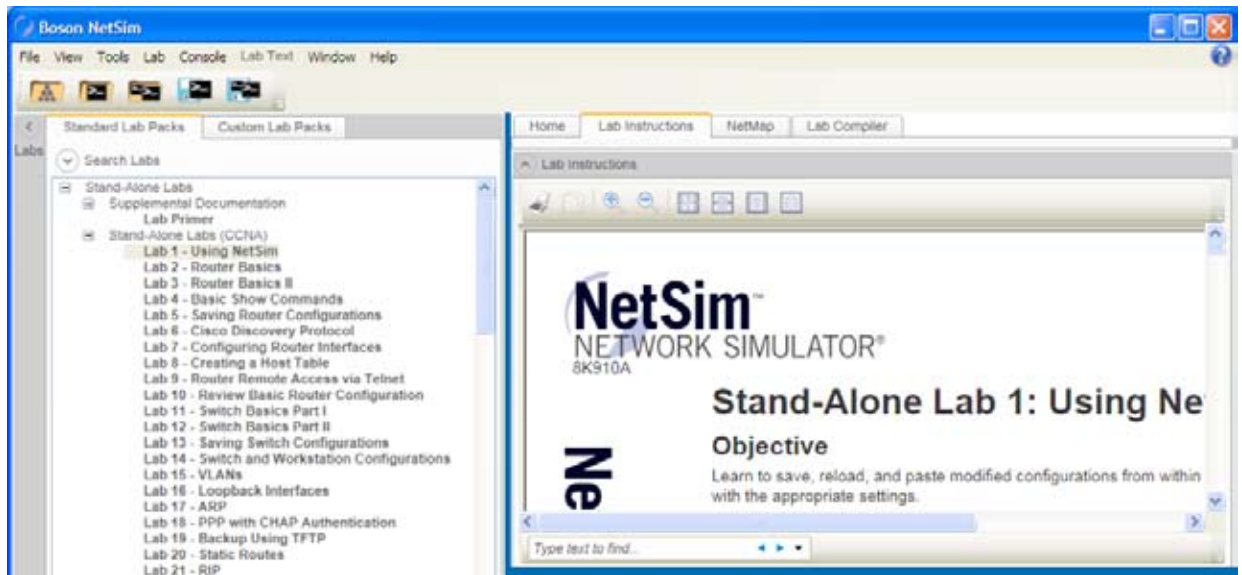 Boson NetSim
File View Tools Lab Console Lab Text Window Help
Standard Lab Packs Custom Lab Packs
Labs
Search Labs
Stand-Alone Labs
Supplemental Documentation
Lab Primer
Stand-Alone Labs (CCNA)
Lab 1 - Using NetSim
Lab 2 - Router Basics
Lab 3 - Router Basics II
Lab 4 - Basic Show Commands
Lab 5 - Saving Router Configurations
Lab 6 - Cisco Discovery Protocol
Lab 7 - Configuring Router Interfaces
Lab 8 - Creating a Host Table
Lab 9 - Router Remote Access via Telnet
Lab 10 - Review Basic Router Configuration
Lab 11 - Switch Basics Part I
Lab 12 - Switch Basics Part II
Lab 13 - Saving Switch Configurations
Lab 14 - Switch and Workstation Configurations
Lab 15 - VLANs
Lab 16 - Loopback Interfaces
Lab 17 - ARP
Lab 18 - PPP with CHAP Authentication
Lab 19 - Backup Using TFTP
Lab 20 - Static Routes
Lab 21 - RIP
Home Lab Instructions NetMap Lab Compiler
Lab Instructions
NetSim™
NETWORK SIMULATOR®
8K910A
Stand-Alone Lab 1: Using Ne
Objective
Learn to save, reload, and paste modified configurations from within
with the appropriate settings.
Ne
Type text to find...